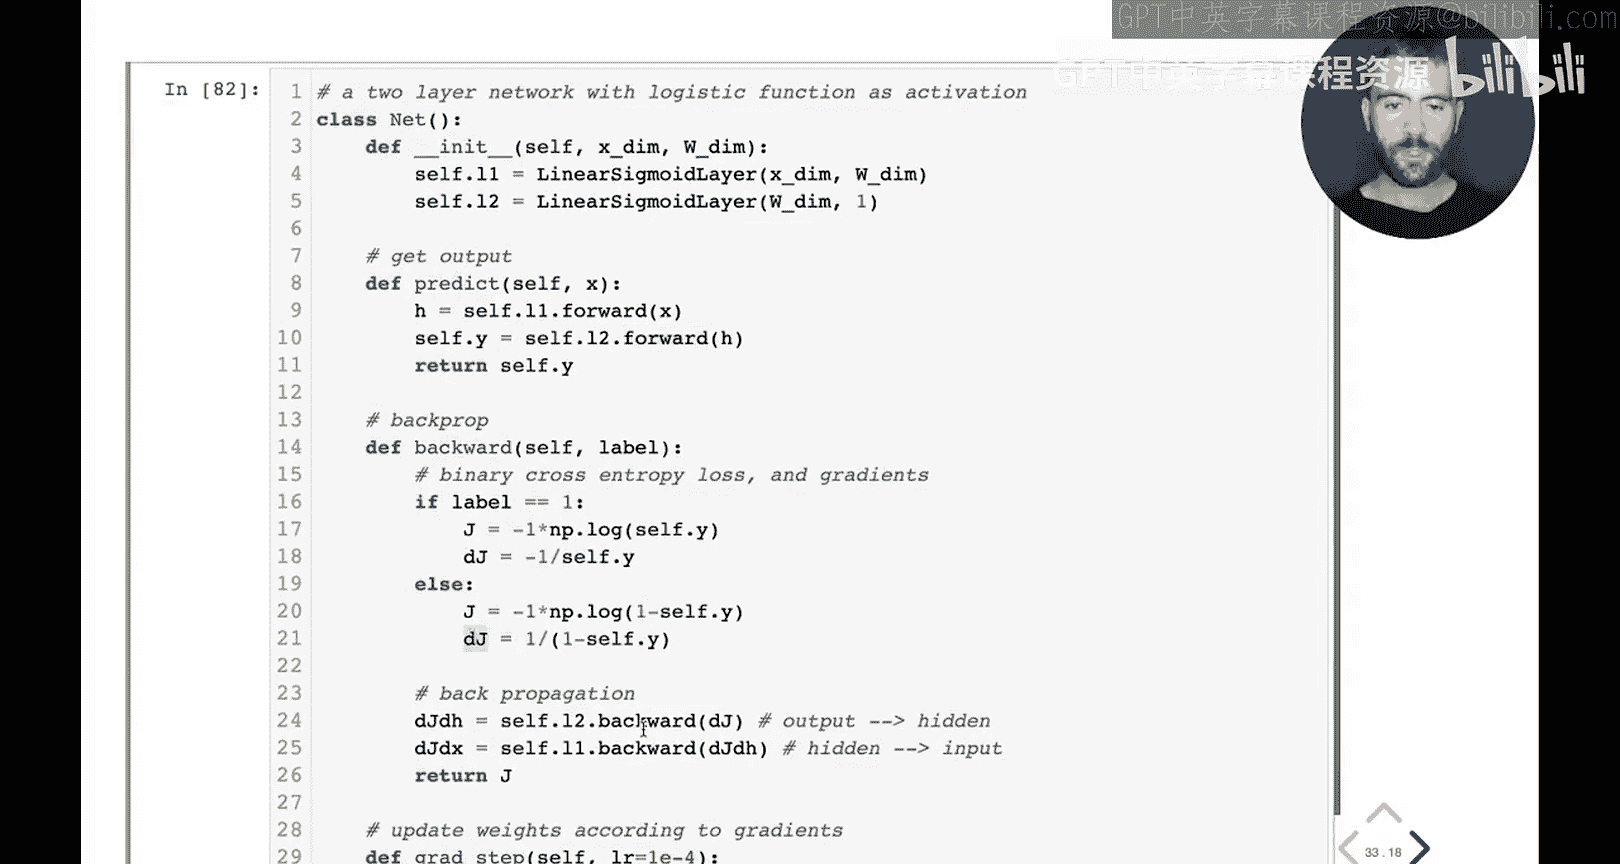 GPT中英字幕课程资源@bilibili.com
GPT中英字幕课程资源 bilibili
In [82]:
1 # a two layer network with logistic function as activation
2 class Net():
3     def __init__(self, x_dim, W_dim):
4         self.l1 = LinearSigmoidLayer(x_dim, W_dim)
5         self.l2 = LinearSigmoidLayer(W_dim, 1)
6
7     # get output
8     def predict(self, x):
9         h = self.l1.forward(x)
10         self.y = self.l2.forward(h)
11         return self.y
12
13     # backprop
14     def backward(self, label):
15         # binary cross entropy loss, and gradients
16         if label == 1:
17             J = -1*np.log(self.y)
18             dJ = -1/self.y
19         else:
20             J = -1*np.log(1-self.y)
21             dJ = 1/(1-self.y)
22
23         # back propagation
24         dJdh = self.l2.backward(dJ) # output --> hidden
25         dJdx = self.l1.backward(dJdh) # hidden --> input
26         return J
27
28     # update weights according to gradients
29     def grad_step(self, lr=1e-4):
33.18